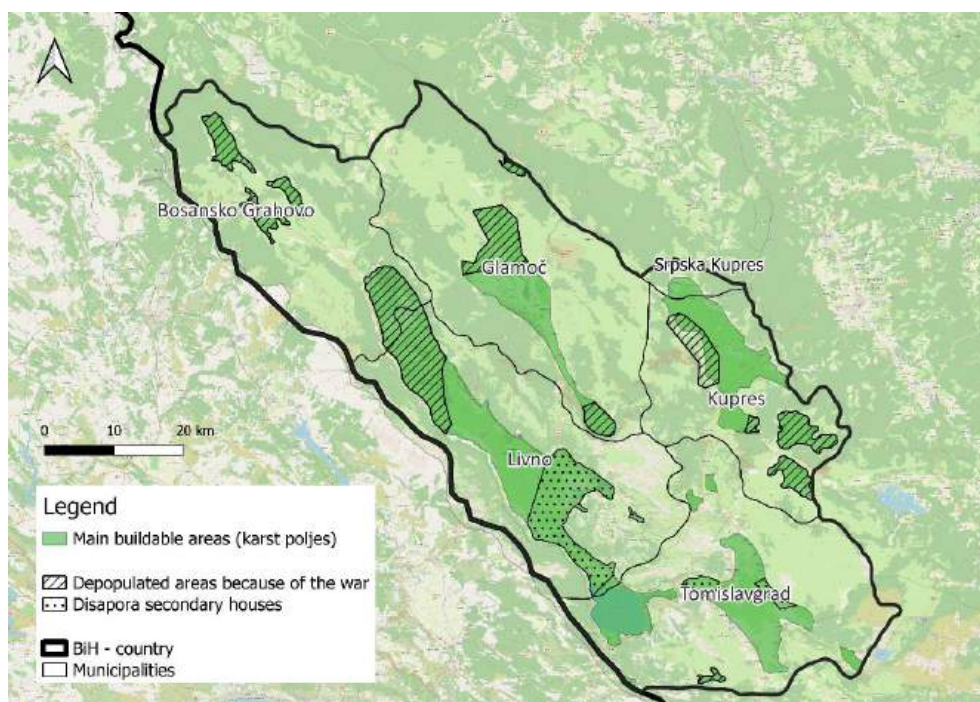 Bosansko Grahovo
Glamoč
Srpska Kupres
Kupres
Livno
Tomislavgrad
0 10 20 km
Legend
Main buildable areas (karst poljes)
Depopulated areas because of the war
Disapora secondary houses
BiH - country
Municipalities